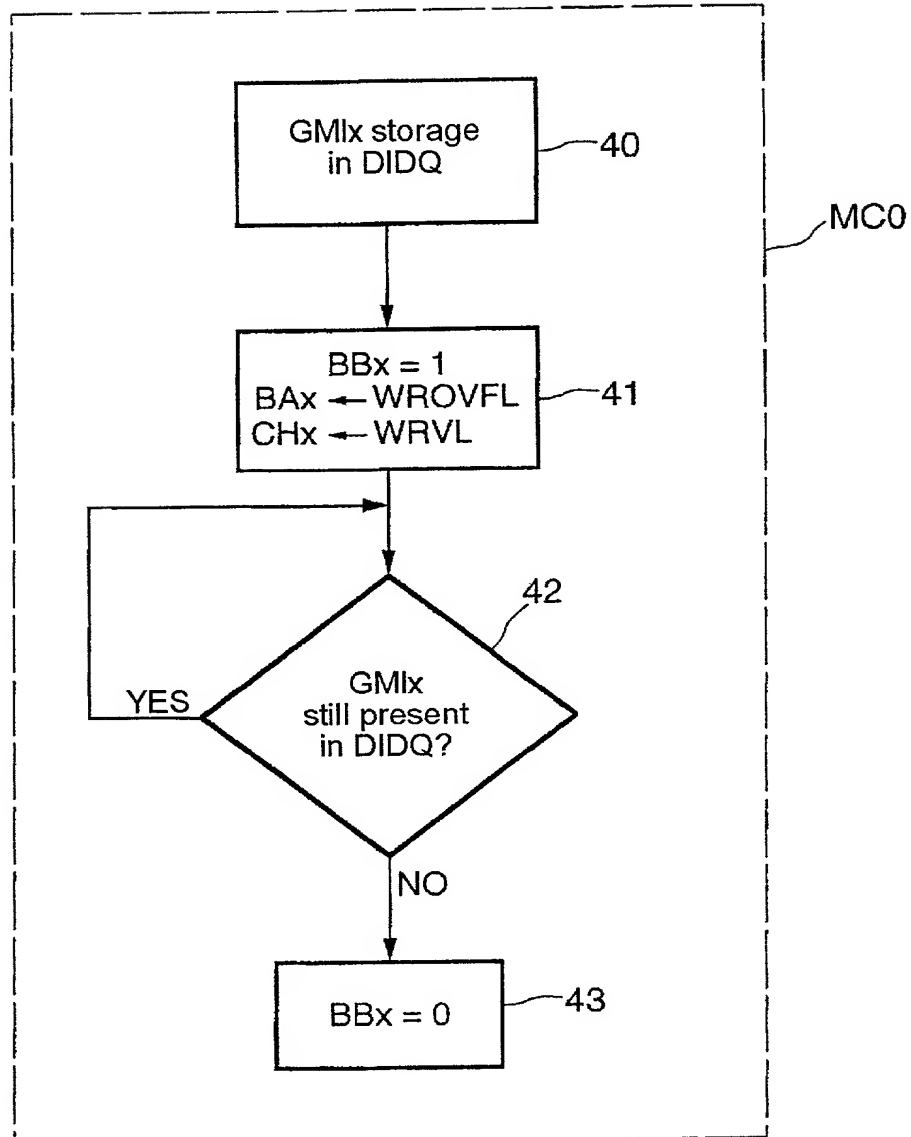 GMIx storage
in DIDQ
40
MC0
BBx = 1
BAx ← WROVFL
CHx ← WRVL
41
42
GMIx
still present
in DIDQ?
YES
NO
BBx = 0
43